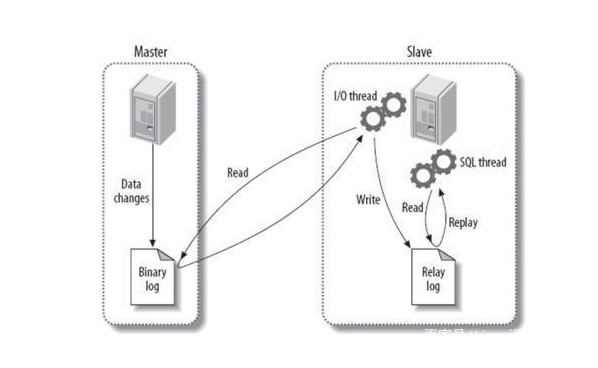 Master
Slave
I/O thread
SQL thread
Data
changes
Read
Write
Read
Replay
Binary
log
Relay
log